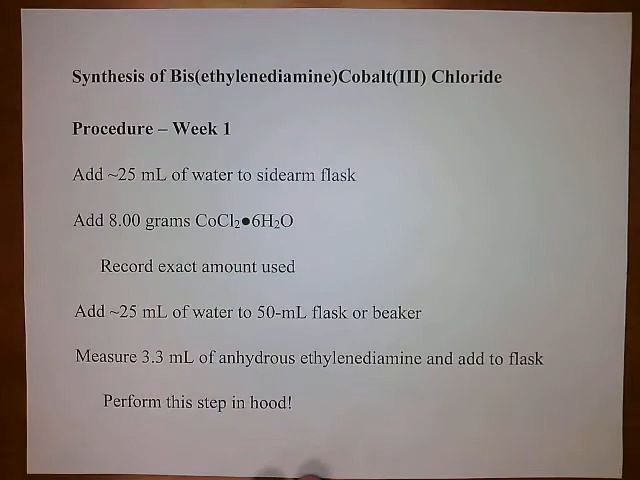 Synthesis of Bis(ethylenediamine)Cobalt(III) Chloride
Procedure – Week 1
Add ~25 mL of water to sidearm flask
Add 8.00 grams CoCl₂●6H₂O
Record exact amount used
Add ~25 mL of water to 50-mL flask or beaker
Measure 3.3 mL of anhydrous ethylenediamine and add to flask
Perform this step in hood!